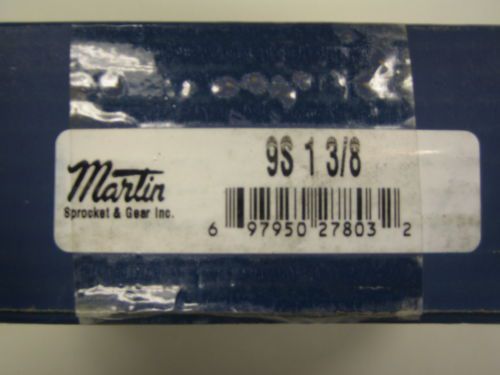 9S 1 3/8
Martin
Sprocket & Gear Inc.
6 97950 27803 2